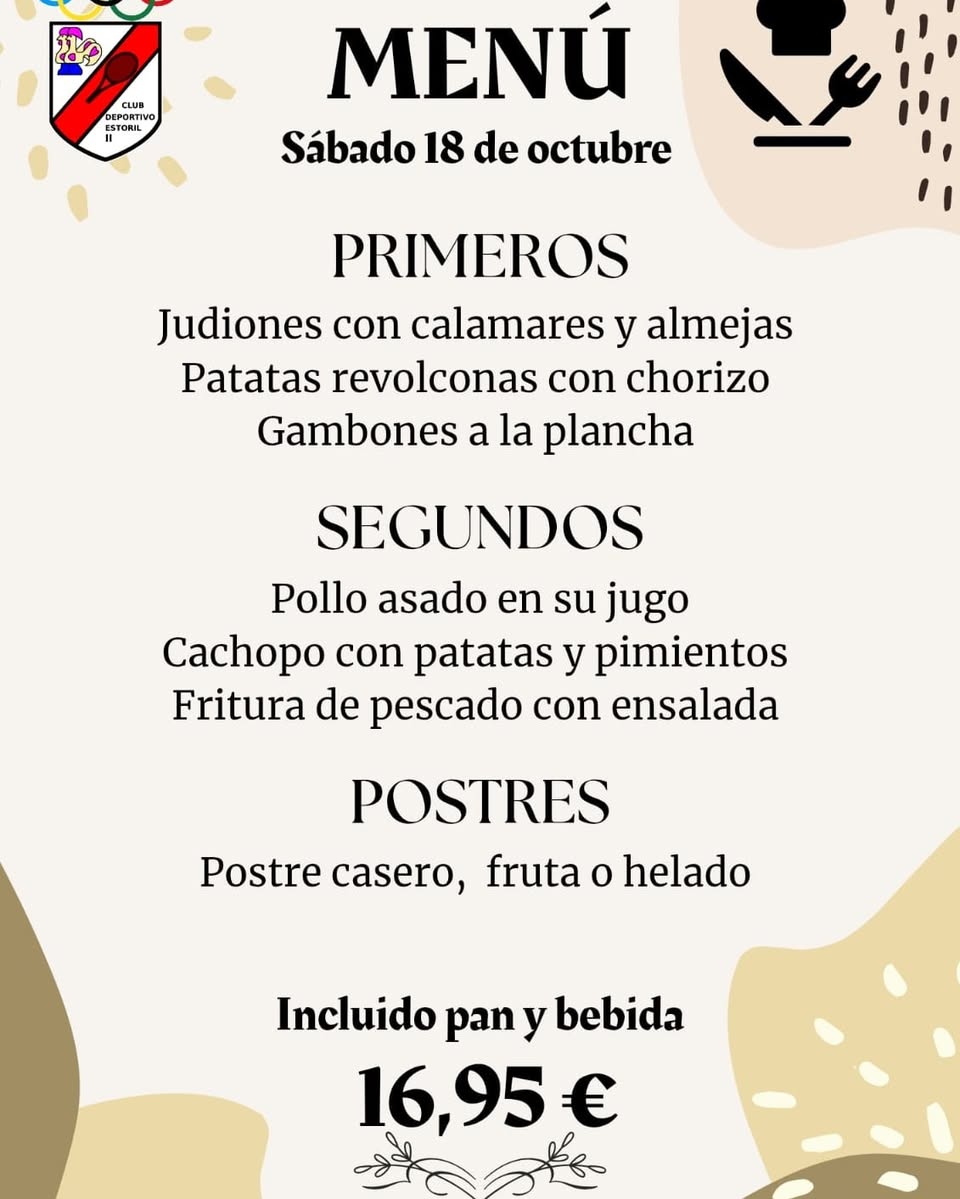 CLUB
DEPORTIVO
ESTORIL
II
MENÚ
Sábado 18 de octubre
PRIMEROS
Judiones con calamares y almejas
Patatas revolconas con chorizo
Gambones a la plancha
SEGUNDOS
Pollo asado en su jugo
Cachopo con patatas y pimientos
Fritura de pescado con ensalada
POSTRES
Postre casero, fruta o helado
Incluido pan y bebida
16,95 €